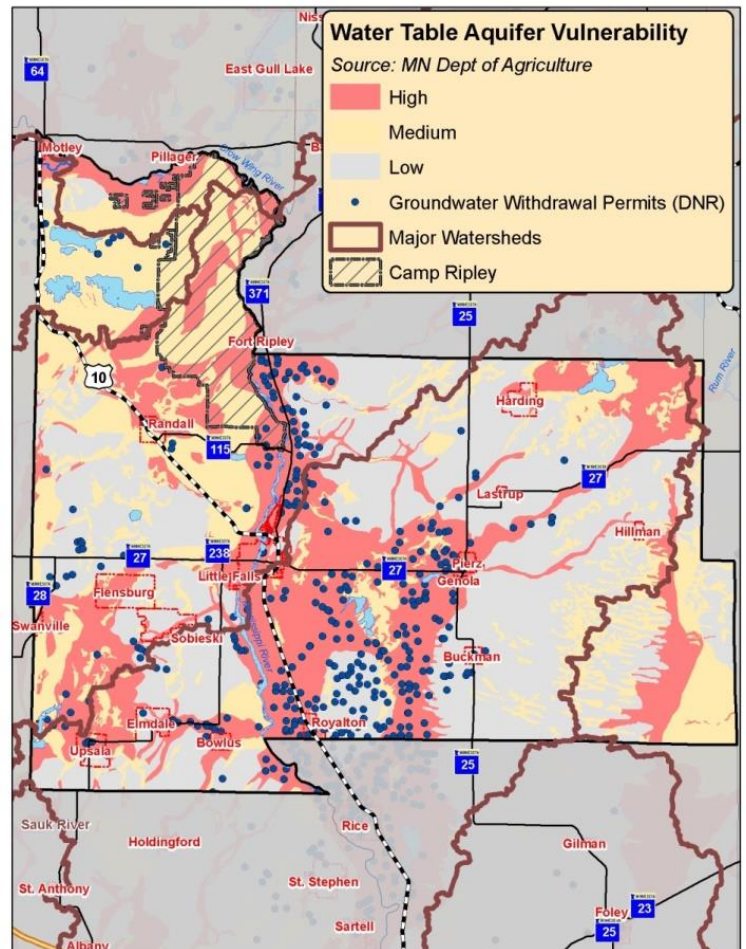 Water Table Aquifer Vulnerability
Source: MN Dept of Agriculture
High
Medium
Low
Groundwater Withdrawal Permits (DNR)
Major Watersheds
Camp Ripley
Nis
64
East Gull Lake
Motley
Pillager
Crow Wing River
B
371
25
Fort Ripley
Rum River
10
Harding
Randall
115
27
Lastrup
Hillman
27
238
Little Falls
27
Pierz
Genola
28
Flensburg
Swanville
Sobieski
Mississippi River
Buckman
Elmdale
Royalton
Upsala
Bowlus
25
Sauk River
Rice
Holdingford
Gilman
St. Stephen
St. Anthony
Foley
23
Sartell
25
Albany